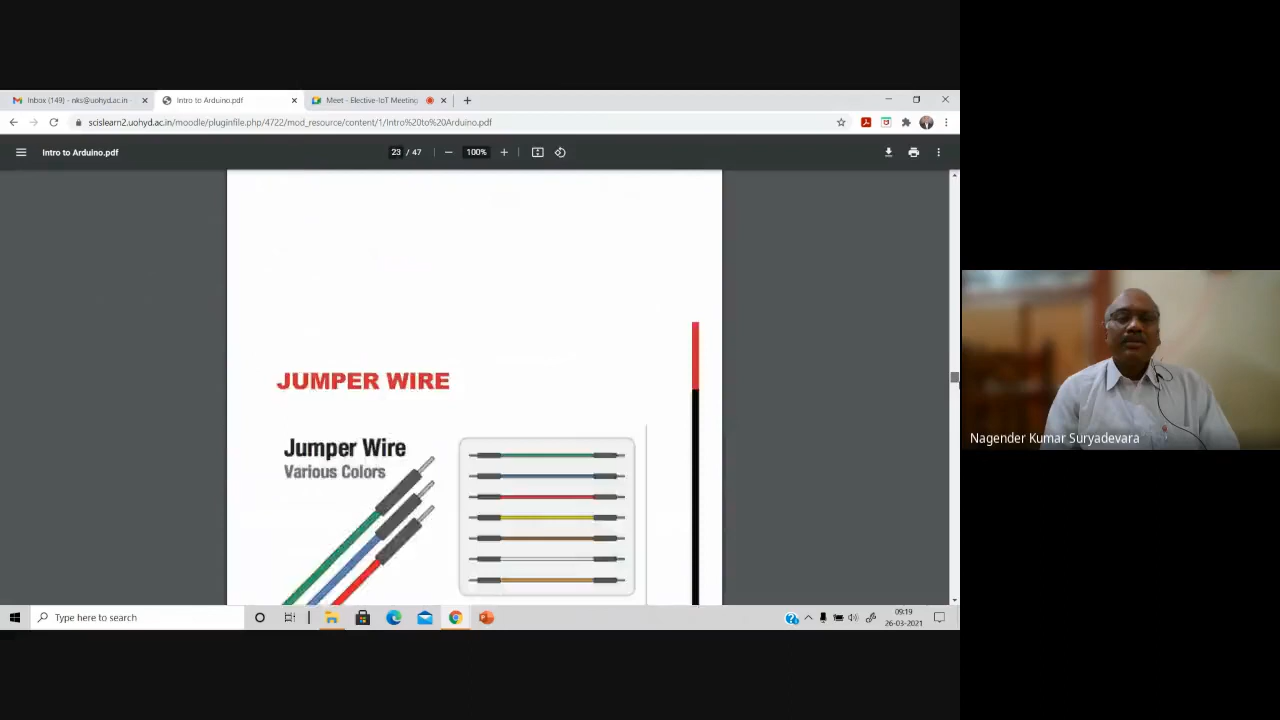 Inbox (149) - nks@uohyd.ac.in -
Intro to Arduino.pdf
Meet - Elective-IoT Meeting
scislearn2.uohyd.ac.in/moodle/pluginfile.php/4722/mod_resource/content/1/Intro%20to%20Arduino.pdf
Intro to Arduino.pdf
23 / 47
100%
JUMPER WIRE
Jumper Wire
Various Colors
Nagender Kumar Suryadevara
Type here to search
09:19
26-03-2021